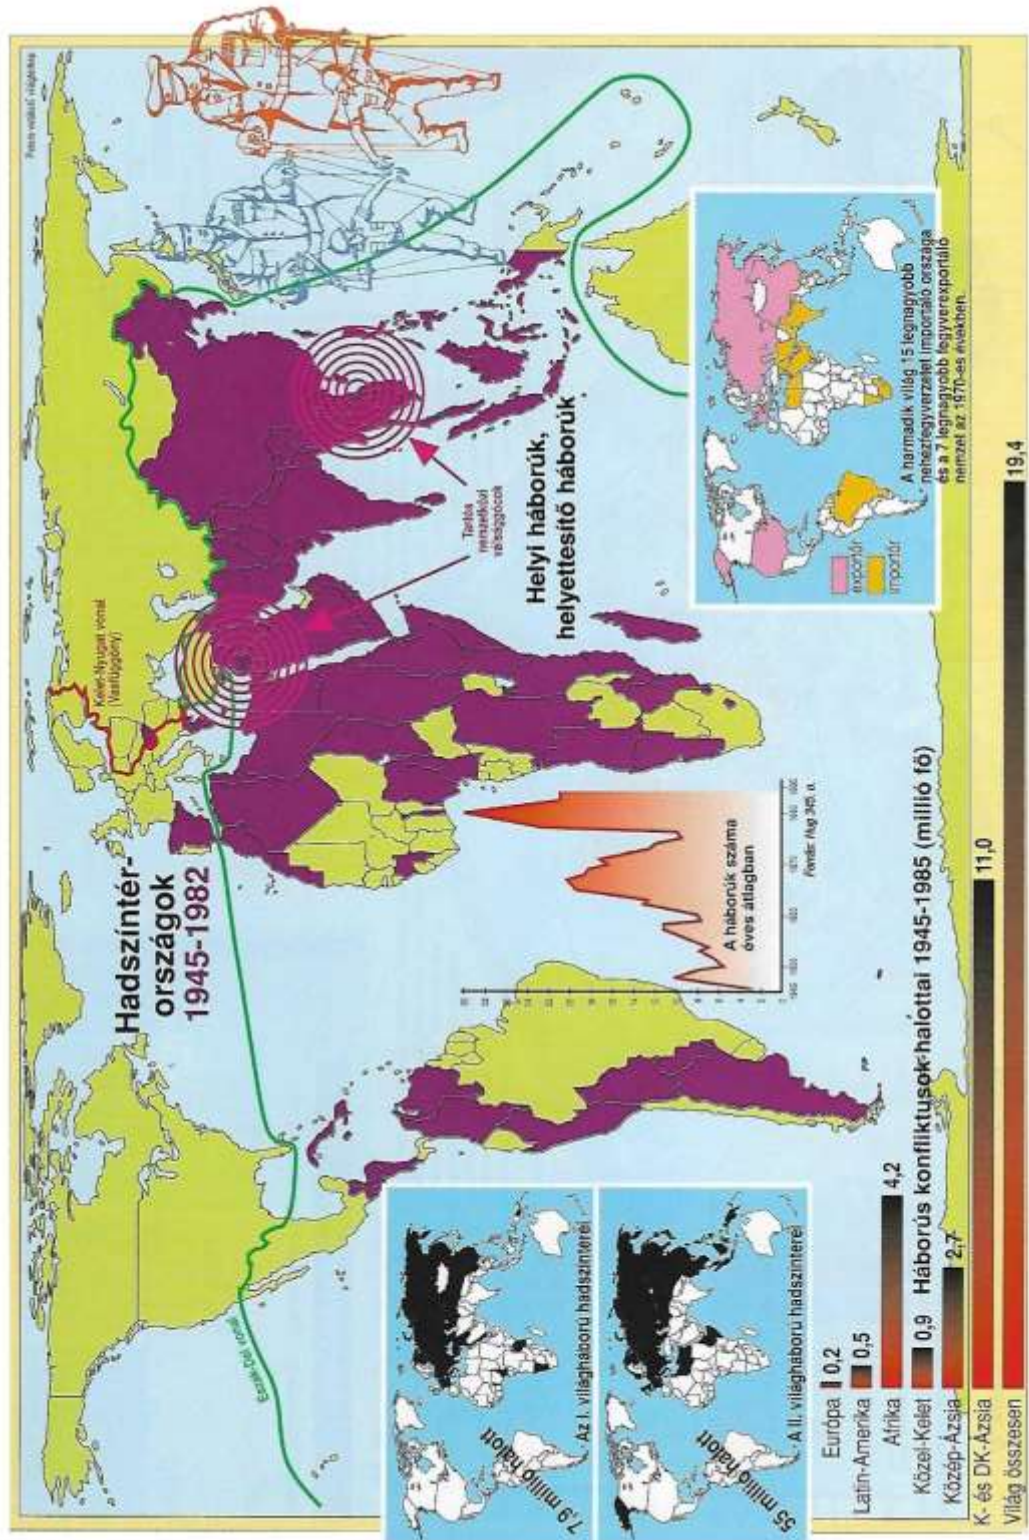 Hadszíntér-
országok
1945-1982
Kelet-Nyugat vonal
(Vasfüggöny)
Észak-Dél vonal
Tartós
nemzetközi
válsággócok
Helyi háborúk,
helyettesítő háborúk
A háborúk száma
éves átlagban
Forrás: Hug 345. o.
7,9 millió halott
Az I. világháború hadszínterei
55 millió halott
A II. világháború hadszínterei
exportőr
importőr
A harmadik világ 15 legnagyobb
nehézfegyverzetet importáló országa
és a 7 legnagyobb fegyverexportáló
nemzet az 1970-es években.
Háborús konfliktusok halottai 1945-1985 (millió fő)
Európa 0,2
Latin-Amerika 0,5
Afrika 4,2
Közel-Kelet 0,9
Közép-Ázsia 2,7
K- és DK-Ázsia 11,0
Világ összesen 19,4